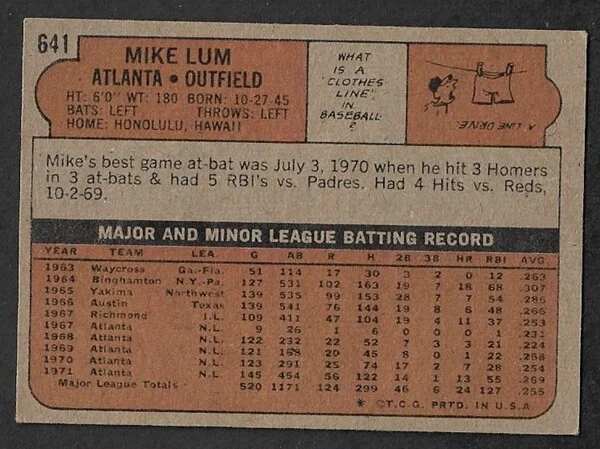 641
MIKE LUM
ATLANTA • OUTFIELD
HT: 6'0" WT: 180 BORN: 10-27-45
BATS: LEFT THROWS: LEFT
HOME: HONOLULU, HAWAII
WHAT
IS A
"CLOTHES
LINE"
IN
BASEBALL?
A LINE DRIVE
Mike's best game at-bat was July 3, 1970 when he hit 3 Homers
in 3 at-bats & had 5 RBI's vs. Padres. Had 4 Hits vs. Reds,
10-2-69.
MAJOR AND MINOR LEAGUE BATTING RECORD
YEAR TEAM LEA. G AB R H 2B 3B HR RBI AVG.
1963 Waycross Ga.-Fla. 51 114 17 30 3 2 0 12 .263
1964 Binghamton N.Y.-Pa. 127 531 102 163 19 7 18 68 .307
1965 Yakima Northwest 139 535 99 153 28 7 7 54 .286
1966 Austin Texas 139 541 76 144 19 8 6 48 .266
1967 Richmond I.L. 109 411 47 104 19 4 11 37 .253
1967 Atlanta N.L. 9 26 1 6 0 0 0 1 .231
1968 Atlanta N.L. 122 232 22 52 7 3 3 21 .224
1969 Atlanta N.L. 121 168 20 45 8 0 1 22 .268
1970 Atlanta N.L. 123 291 25 74 17 2 7 28 .254
1971 Atlanta N.L. 145 454 56 122 14 1 13 55 .269
Major League Totals 520 1171 124 299 46 6 24 127 .255
* ©T.C.G. PRTD. IN U.S.A